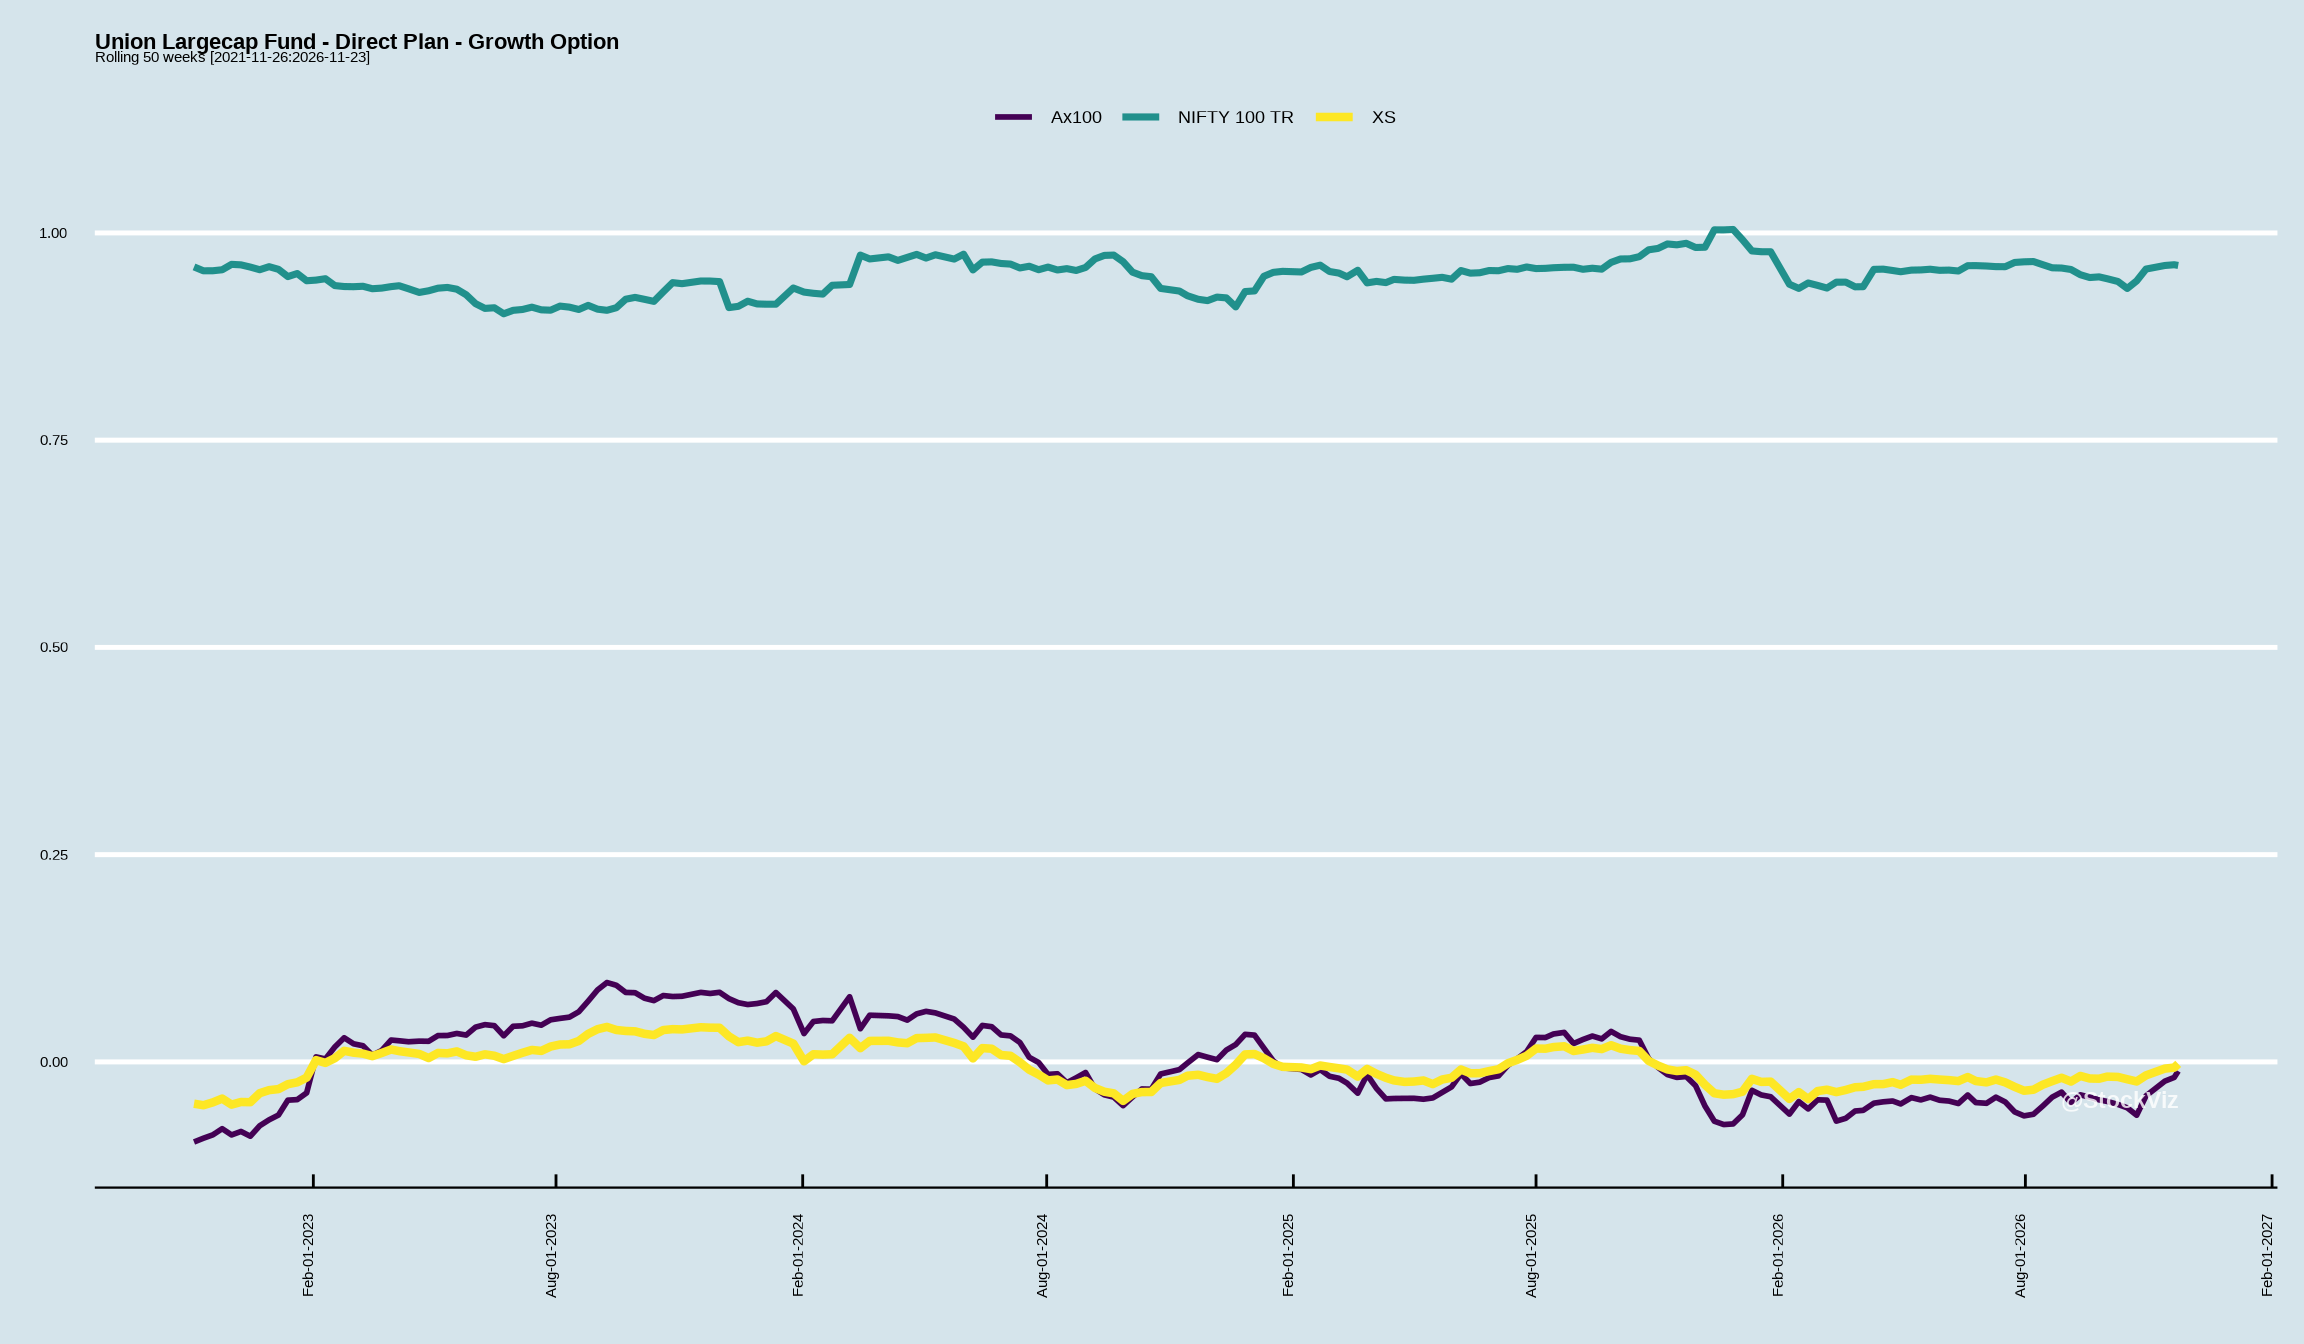 Union Largecap Fund - Direct Plan - Growth Option
Rolling 50 weeks [2021-11-26:2026-11-23]
Ax100 NIFTY 100 TR XS
1.00
0.75
0.50
0.25
0.00
@StockViz
Feb-01-2023
Aug-01-2023
Feb-01-2024
Aug-01-2024
Feb-01-2025
Aug-01-2025
Feb-01-2026
Aug-01-2026
Feb-01-2027